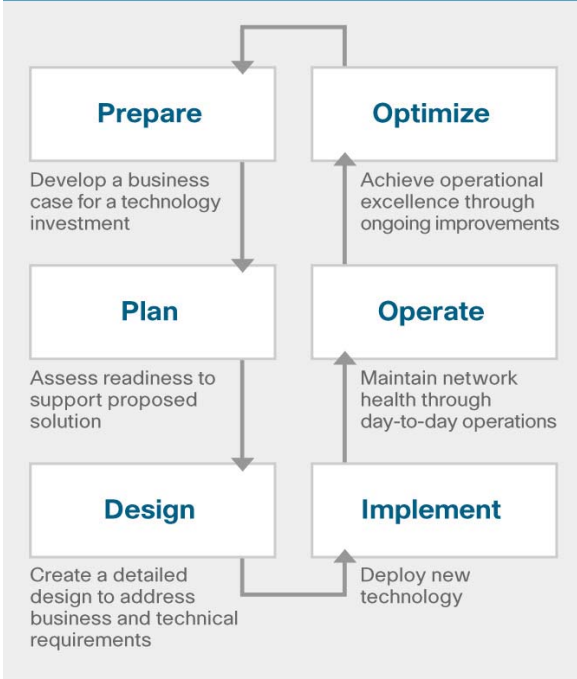 Prepare
Develop a business
case for a technology
investment
Plan
Assess readiness to
support proposed
solution
Design
Create a detailed
design to address
business and technical
requirements
Implement
Deploy new
technology
Operate
Maintain network
health through
day-to-day operations
Optimize
Achieve operational
excellence through
ongoing improvements